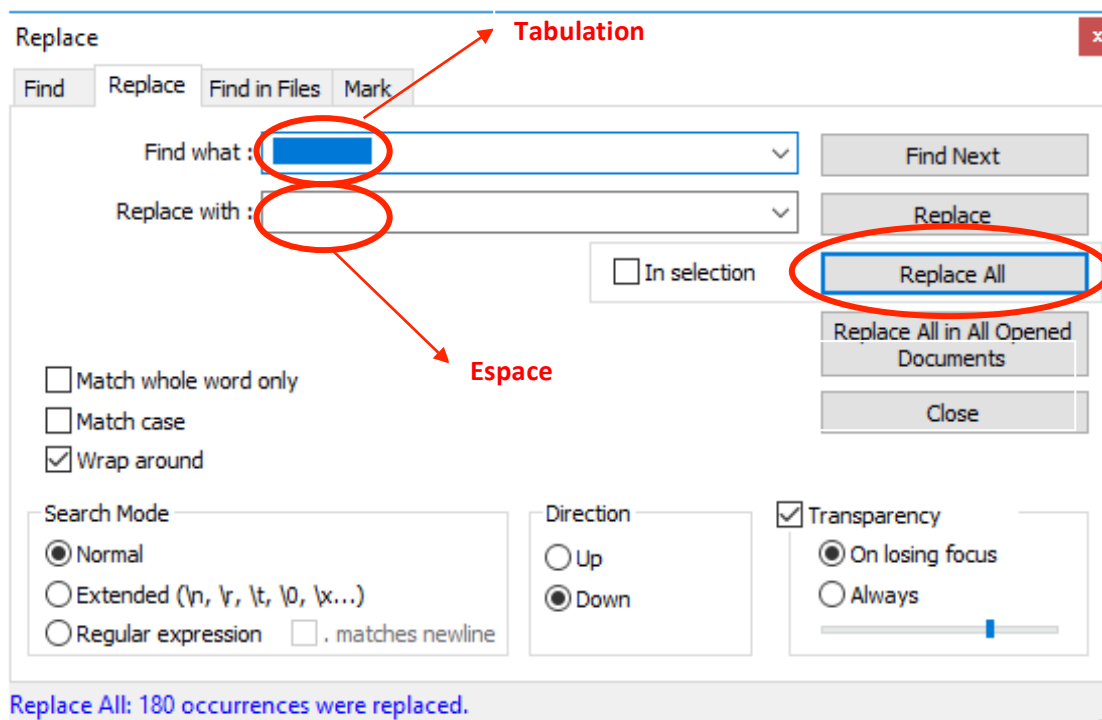 Tabulation
Replace
x
Find Replace Find in Files Mark
Find what :
Find Next
Replace with :
Replace
In selection
Replace All
Replace All in All Opened
Documents
Espace
Match whole word only
Match case
Close
Wrap around
Search Mode
Normal
Extended (\n, \r, \t, \0, \x...)
Regular expression
. matches newline
Direction
Up
Down
Transparency
On losing focus
Always
Replace All: 180 occurrences were replaced.